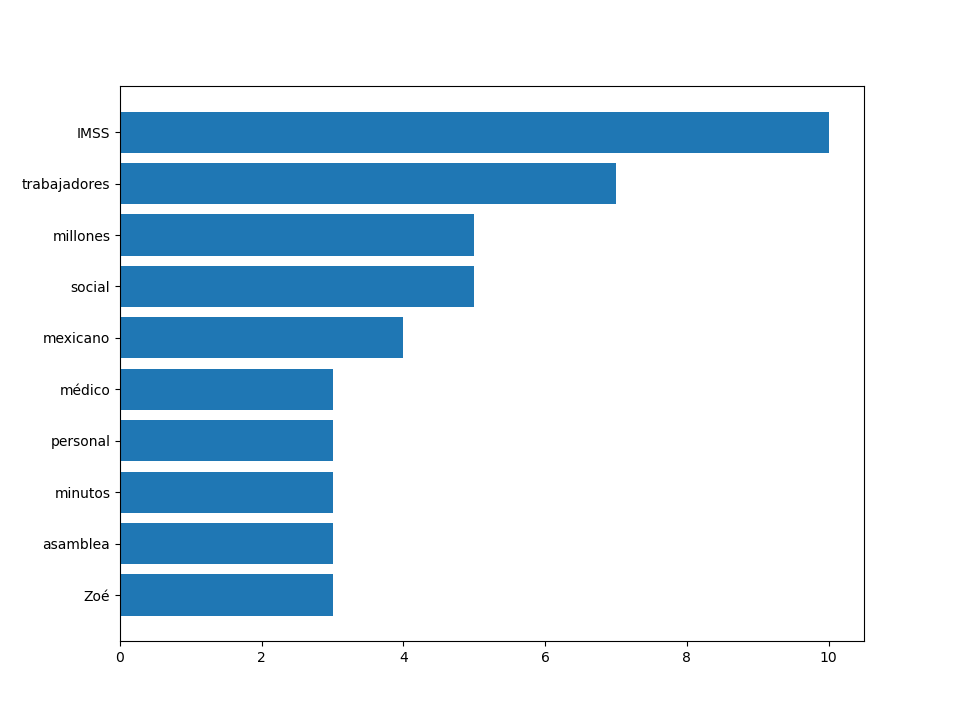 IMSS
trabajadores
millones
social
mexicano
médico
personal
minutos
asamblea
Zoé
0 2 4 6 8 10